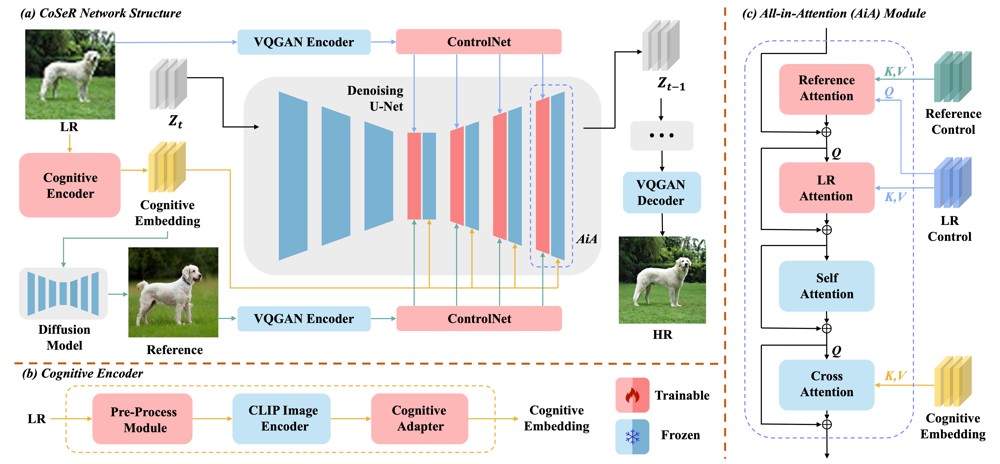 (a) CoSeR Network Structure
LR
VQGAN Encoder
ControlNet
Z_t
Denoising
U-Net
Z_{t-1}
• • •
VQGAN
Decoder
HR
Cognitive
Encoder
Cognitive
Embedding
AiA
Diffusion
Model
Reference
VQGAN Encoder
ControlNet
(b) Cognitive Encoder
LR
Pre-Process
Module
CLIP Image
Encoder
Cognitive
Adapter
Cognitive
Embedding
Trainable
Frozen
(c) All-in-Attention (AiA) Module
Reference
Attention
K,V
Q
Reference
Control
Q
LR
Attention
K,V
LR
Control
Self
Attention
Q
Cross
Attention
K,V
Cognitive
Embedding